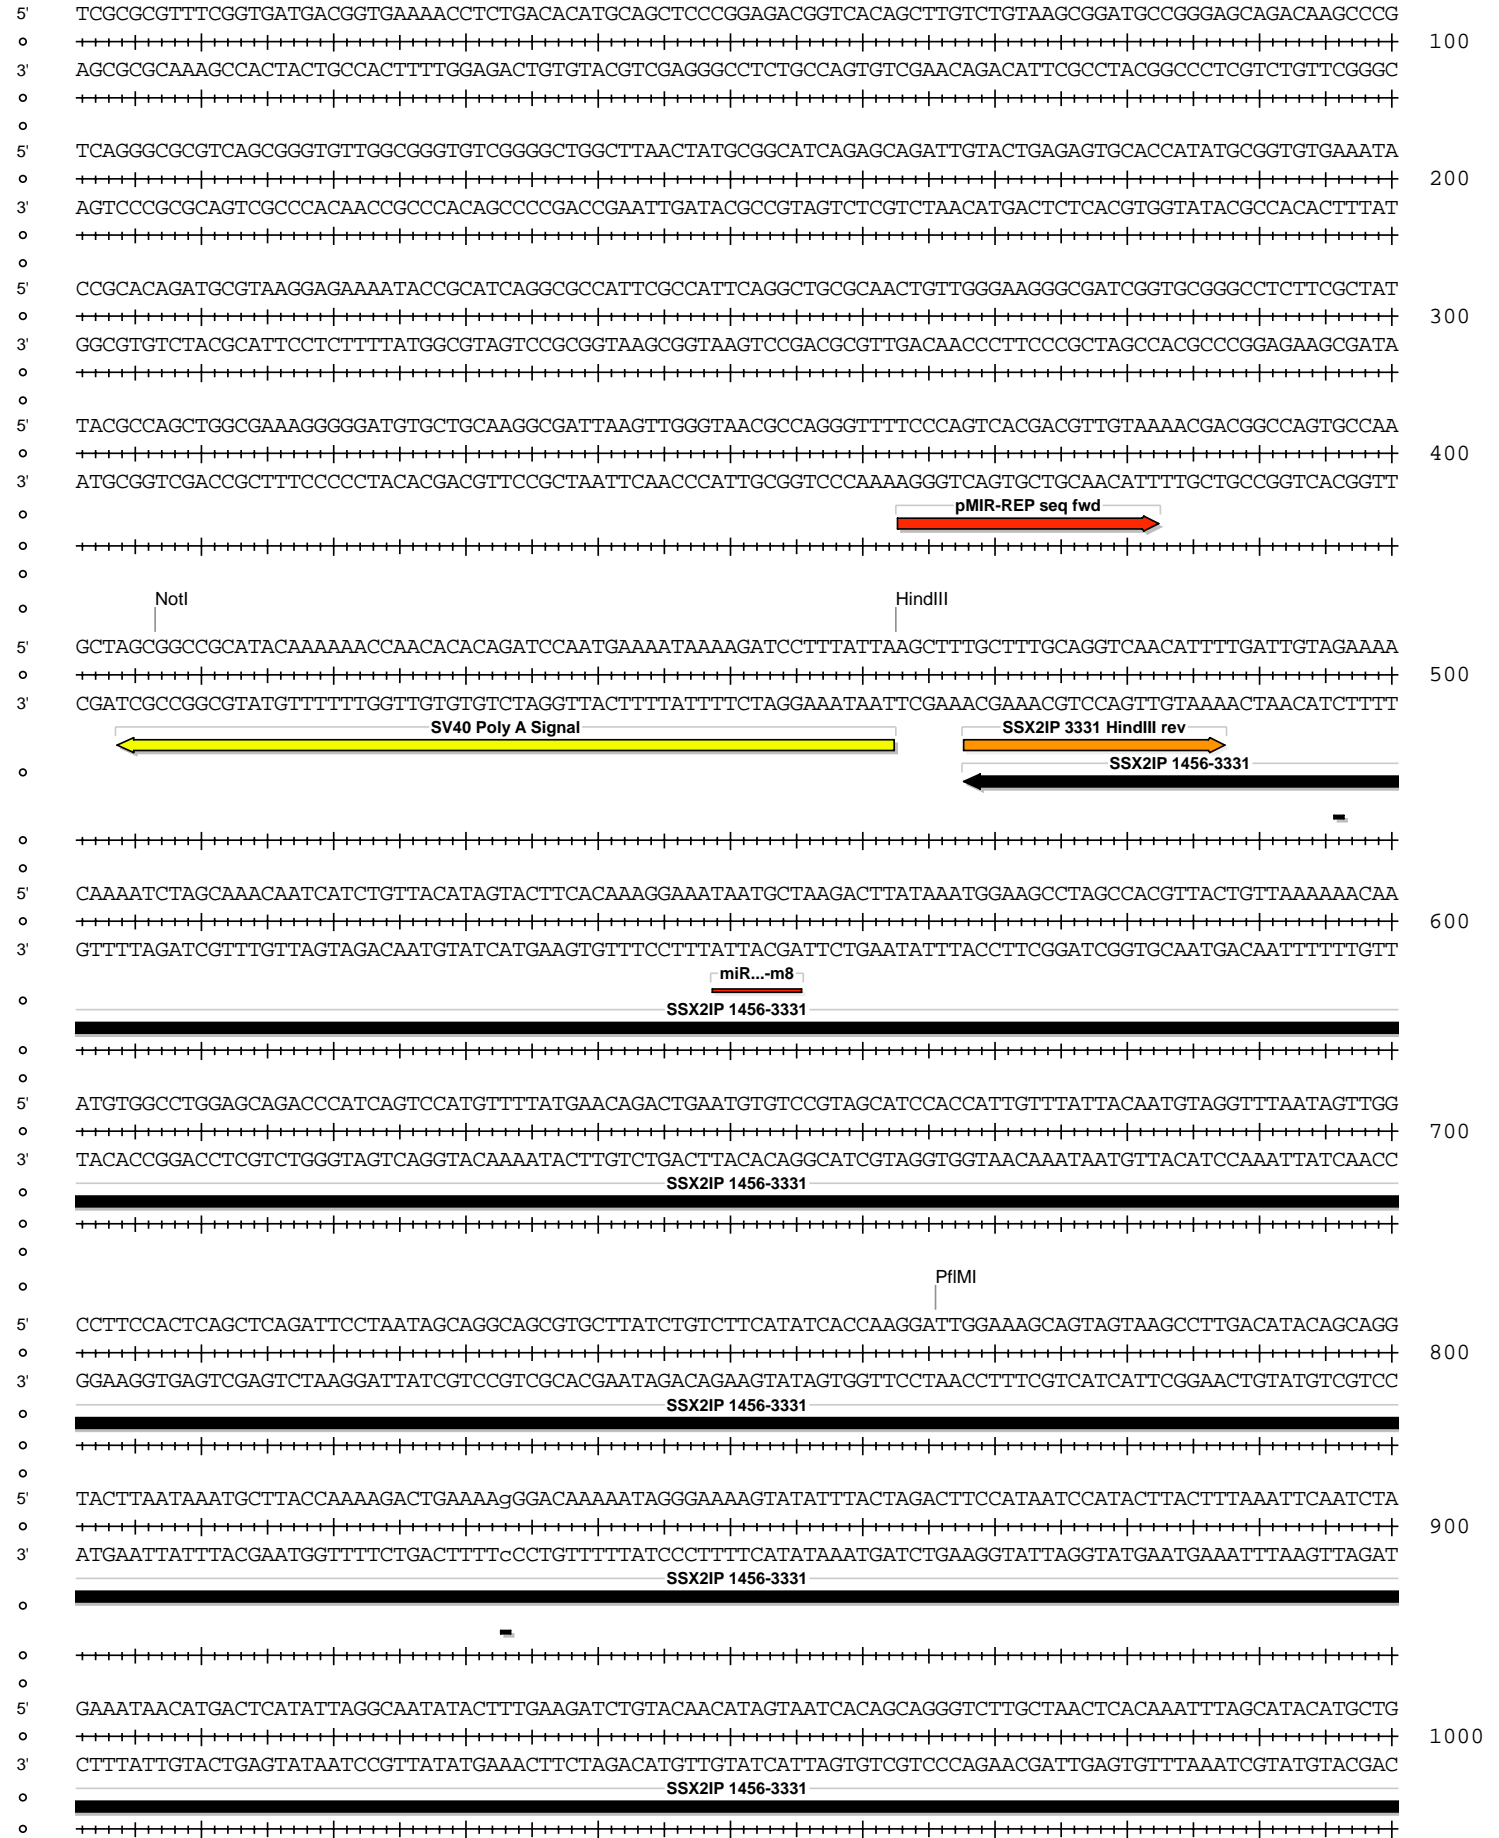 5' TCGCGCGTTTCGGTGATGACGGTGAAAACCTCTGACACATGCAGCTCCCGGAGACGGTCACAGCTTGTCTGTAAGCGGATGCCGGGAGCAGACAAGCCCG
100
3' AGCGCGCAAAGCCACTACTGCCACTTTTGGAGACTGTGTACGTCGAGGGCCTCTGCCAGTGTCGAACAGACATTCGCCTACGGCCCTCGTCTGTTCGGGC
5' TCAGGGCGCGTCAGCGGGTGTTGGCGGGTGTCGGGGCTGGCTTAACTATGCGGCATCAGAGCAGATTGTACTGAGAGTGCACCATATGCGGTGTGAAATA
200
3' AGTCCCGCGCAGTCGCCCACAACCGCCCACAGCCCCGACCGAATTGATACGCCGTAGTCTCGTCTAACATGACTCTCACGTGGTATACGCCACACTTTAT
5' CCGCACAGATGCGTAAGGAGAAAATACCGCATCAGGCGCCATTCGCCATTCAGGCTGCGCAACTGTTGGGAAGGGCGATCGGTGCGGGCCTCTTCGCTAT
300
3' GGCGTGTCTACGCATTCCTCTTTTATGGCGTAGTCCGCGGTAAGCGGTAAGTCCGACGCGTTGACAACCCTTCCCGCTAGCCACGCCCGGAGAAGCGATA
5' TACGCCAGCTGGCGAAAGGGGGATGTGCTGCAAGGCGATTAAGTTGGGTAACGCCAGGGTTTTCCCAGTCACGACGTTGTAAAACGACGGCCAGTGCCAA
400
3' ATGCGGTCGACCGCTTTCCCCCTACACGACGTTCCGCTAATTCAACCCATTGCGGTCCCAAAAGGGTCAGTGCTGCAACATTTTGCTGCCGGTCACGGTT
pMIR-REP seq fwd
NotI HindIII
5' GCTAGCGGCCGCATACAAAAAACCAACACACAGATCCAATGAAAATAAAAGATCCTTTATTAAGCTTTGCTTTGCAGGTCAACATTTTGATTGTAGAAAA
500
3' CGATCGCCGGCGTATGTTTTTTGGTTGTGTGTCTAGGTTACTTTTATTTTCTAGGAAATAATTCGAAACGAAACGTCCAGTTGTAAAACTAACATCTTTT
SV40 Poly A Signal SSX2IP 3331 HindIII rev
SSX2IP 1456-3331
5' CAAAATCTAGCAAACAATCATCTGTTACATAGTACTTCACAAAGGAAATAATGCTAAGACTTATAAATGGAAGCCTAGCCACGTTACTGTTAAAAAACAA
600
3' GTTTTAGATCGTTTGTTAGTAGACAATGTATCATGAAGTGTTTCCTTTATTACGATTCTGAATATTTACCTTCGGATCGGTGCAATGACAATTTTTTGTT
miR...-m8
SSX2IP 1456-3331
5' ATGTGGCCTGGAGCAGACCCATCAGTCCATGTTTTATGAACAGACTGAATGTGTCCGTAGCATCCACCATTGTTTATTACAATGTAGGTTTAATAGTTGG
700
3' TACACCGGACCTCGTCTGGGTAGTCAGGTACAAAATACTTGTCTGACTTACACAGGCATCGTAGGTGGTAACAAATAATGTTACATCCAAATTATCAACC
SSX2IP 1456-3331
PflMI
5' CCTTCCACTCAGCTCAGATTCCTAATAGCAGGCAGCGTGCTTATCTGTCTTCATATCACCAAGGATTGGAAAGCAGTAGTAAGCCTTGACATACAGCAGG
800
3' GGAAGGTGAGTCGAGTCTAAGGATTATCGTCCGTCGCACGAATAGACAGAAGTATAGTGGTTCCTAACCTTTCGTCATCATTCGGAACTGTATGTCGTCC
SSX2IP 1456-3331
5' TACTTAATAAATGCTTACCAAAAGACTGAAAAgGGACAAAAATAGGGAAAAGTATATTTACTAGACTTCCATAATCCATACTTACTTTAAATTCAATCTA
900
3' ATGAATTATTTACGAATGGTTTTCTGACTTTTcCCTGTTTTTATCCCTTTTCATATAAATGATCTGAAGGTATTAGGTATGAATGAAATTTAAGTTAGAT
SSX2IP 1456-3331
5' GAAATAACATGACTCATATTAGGCAATATACTTTGAAGATCTGTACAACATAGTAATCACAGCAGGGTCTTGCTAACTCACAAATTTAGCATACATGCTG
1000
3' CTTTATTGTACTGAGTATAATCCGTTATATGAAACTTCTAGACATGTTGTATCATTAGTGTCGTCCCAGAACGATTGAGTGTTTAAATCGTATGTACGAC
SSX2IP 1456-3331